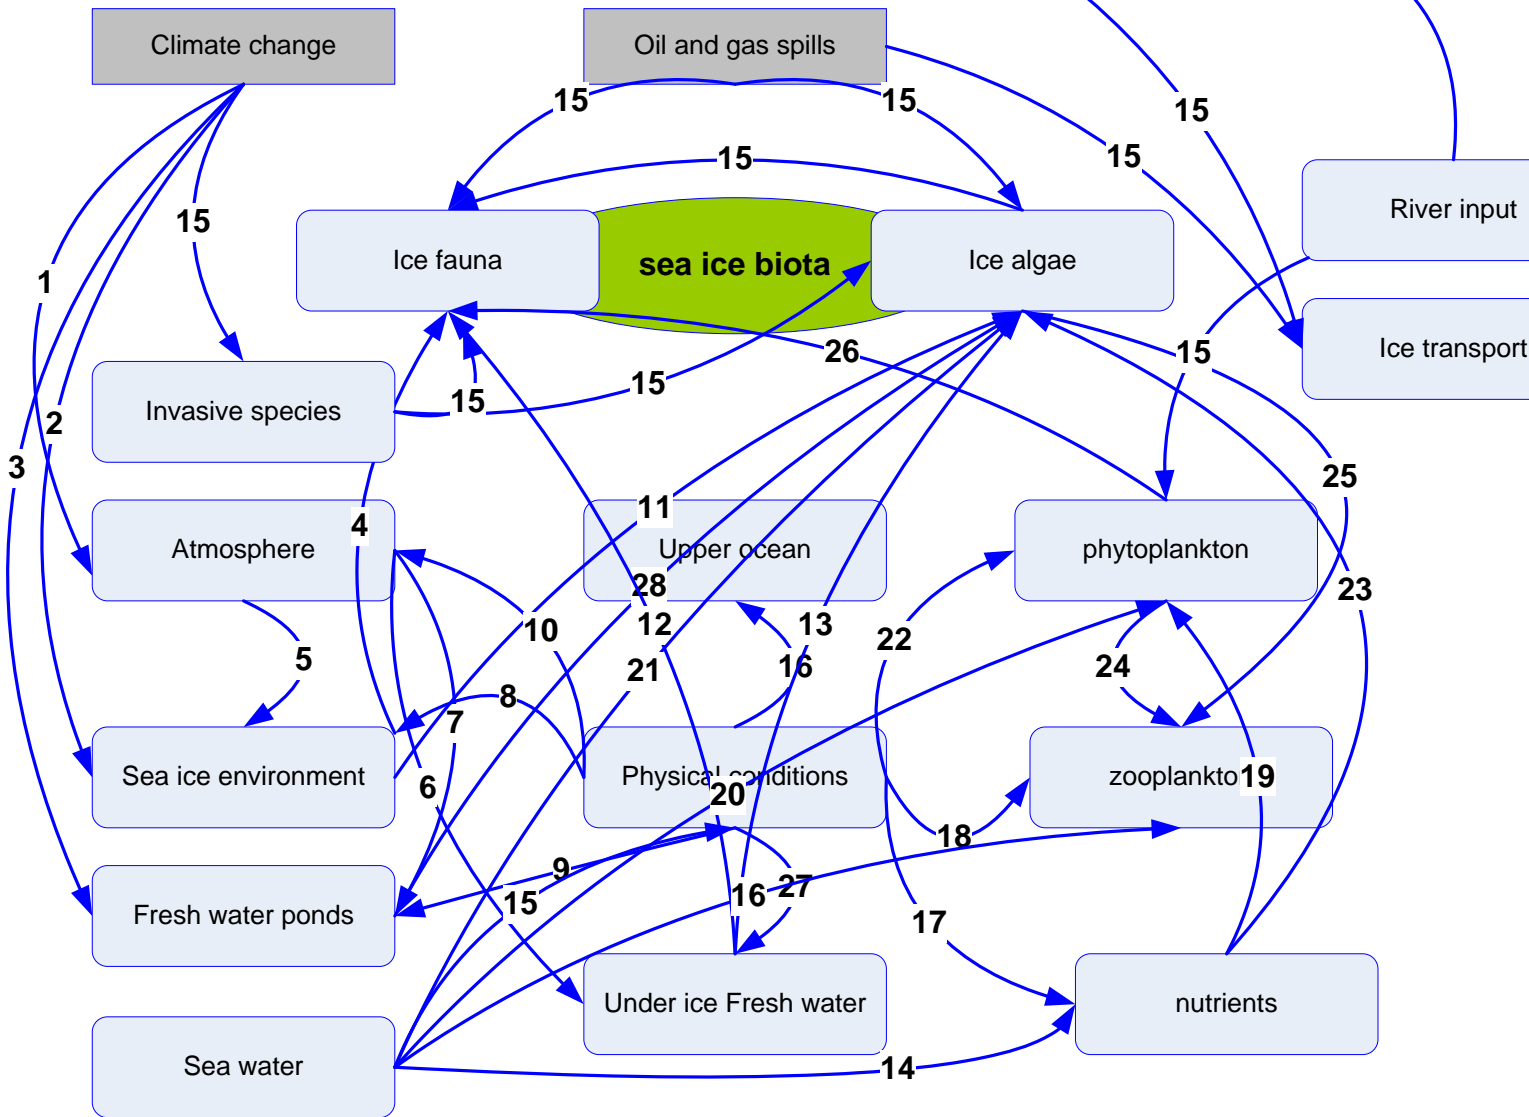 Climate change
Oil and gas spills
15
15
15
15
15
15
River input
1
Ice fauna
sea ice biota
Ice algae
Ice transport
26
15
15
15
Invasive species
2
3
25
11
4
Atmosphere
Upper ocean
phytoplankton
28
23
12
13
10
22
5
21
16
24
8
7
Sea ice environment
Physical conditions
zooplankto
19
6
20
18
9
27
16
15
Fresh water ponds
17
Under ice Fresh water
nutrients
Sea water
14